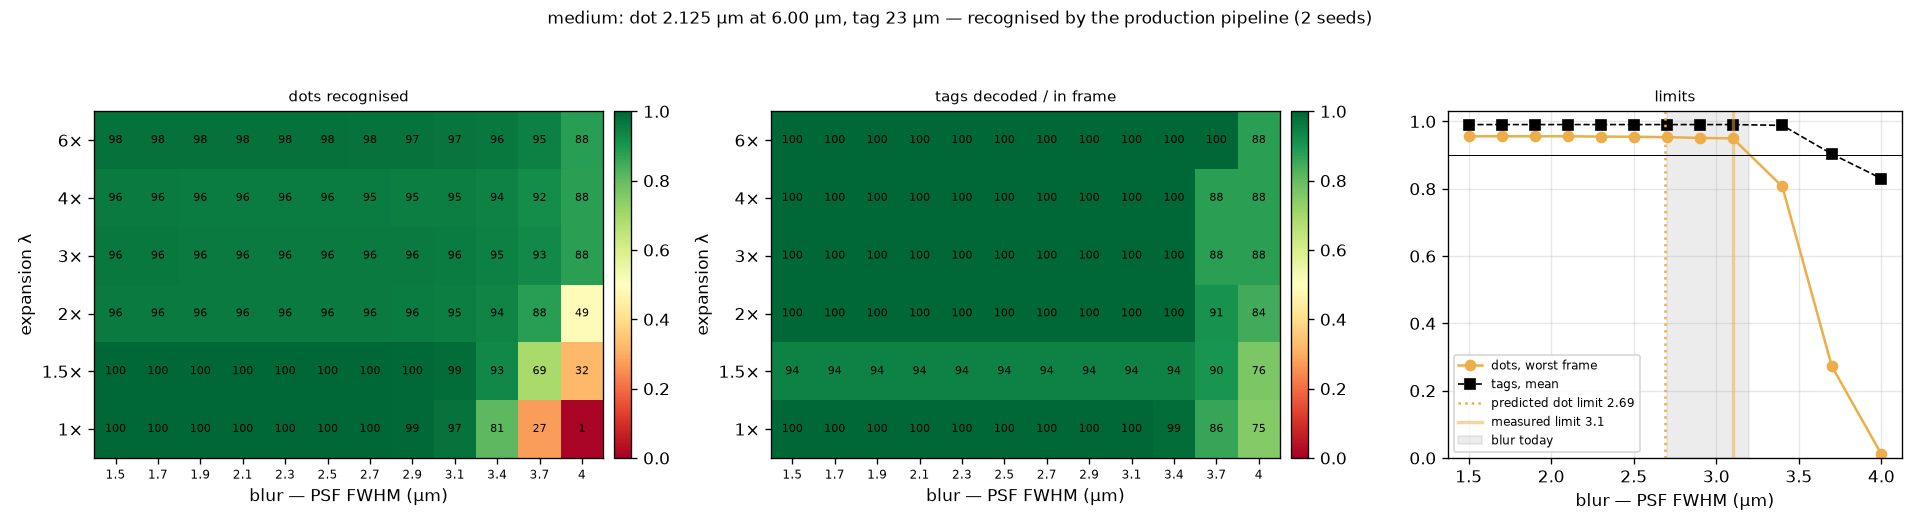 medium: dot 2.125 µm at 6.00 µm, tag 23 µm — recognised by the production pipeline (2 seeds)
dots recognised
expansion λ
6× 98 98 98 98 98 98 98 97 97 96 95 88
4× 96 96 96 96 96 96 95 95 95 94 92 88
3× 96 96 96 96 96 96 96 96 96 95 93 88
2× 96 96 96 96 96 96 96 96 95 94 88 49
1.5× 100 100 100 100 100 100 100 100 99 93 69 32
1× 100 100 100 100 100 100 100 99 97 81 27 1
1.5 1.7 1.9 2.1 2.3 2.5 2.7 2.9 3.1 3.4 3.7 4
blur — PSF FWHM (µm)
1.0
0.8
0.6
0.4
0.2
0.0
tags decoded / in frame
expansion λ
6× 100 100 100 100 100 100 100 100 100 100 100 88
4× 100 100 100 100 100 100 100 100 100 100 88 88
3× 100 100 100 100 100 100 100 100 100 100 88 88
2× 100 100 100 100 100 100 100 100 100 100 91 84
1.5× 94 94 94 94 94 94 94 94 94 94 90 76
1× 100 100 100 100 100 100 100 100 100 99 86 75
1.5 1.7 1.9 2.1 2.3 2.5 2.7 2.9 3.1 3.4 3.7 4
blur — PSF FWHM (µm)
1.0
0.8
0.6
0.4
0.2
0.0
limits
1.0
0.8
0.6
0.4
0.2
0.0
dots, worst frame
tags, mean
predicted dot limit 2.69
measured limit 3.1
blur today
1.5 2.0 2.5 3.0 3.5 4.0
blur — PSF FWHM (µm)